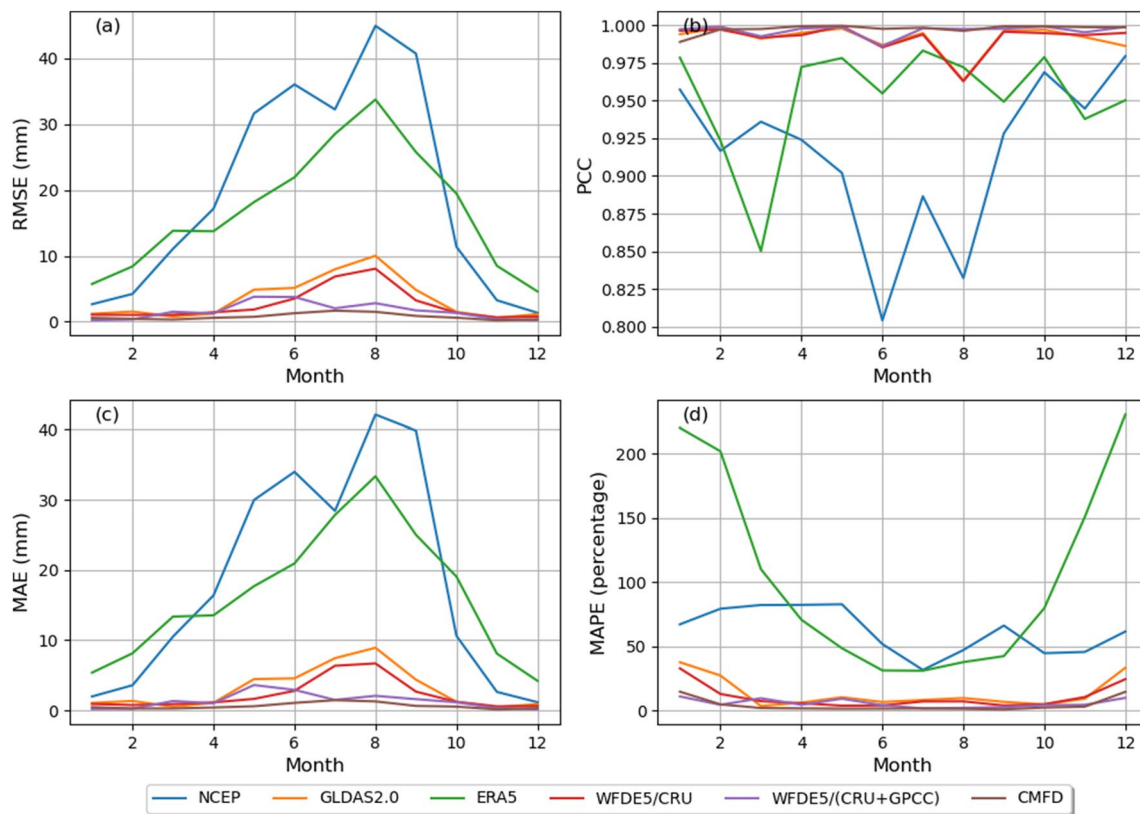 (a)
RMSE (mm)
40
30
20
10
0
2 4 6 8 10 12
Month
(b)
PCC
1.000
0.975
0.950
0.925
0.900
0.875
0.850
0.825
0.800
2 4 6 8 10 12
Month
(c)
MAE (mm)
40
30
20
10
0
2 4 6 8 10 12
Month
(d)
MAPE (percentage)
200
150
100
50
0
2 4 6 8 10 12
Month
NCEP GLDAS2.0 ERA5 WFDE5/CRU WFDE5/(CRU+GPCC) CMFD